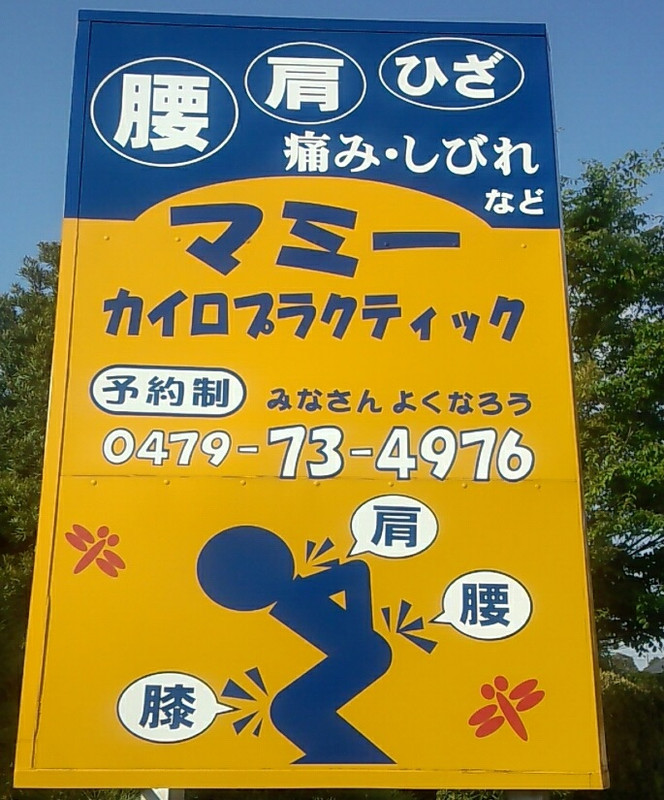 腰 肩 ひざ
痛み・しびれ
など
マミー
カイロプラクティック
予約制 みなさん よくなろう
0479-73-4976
肩
腰
膝